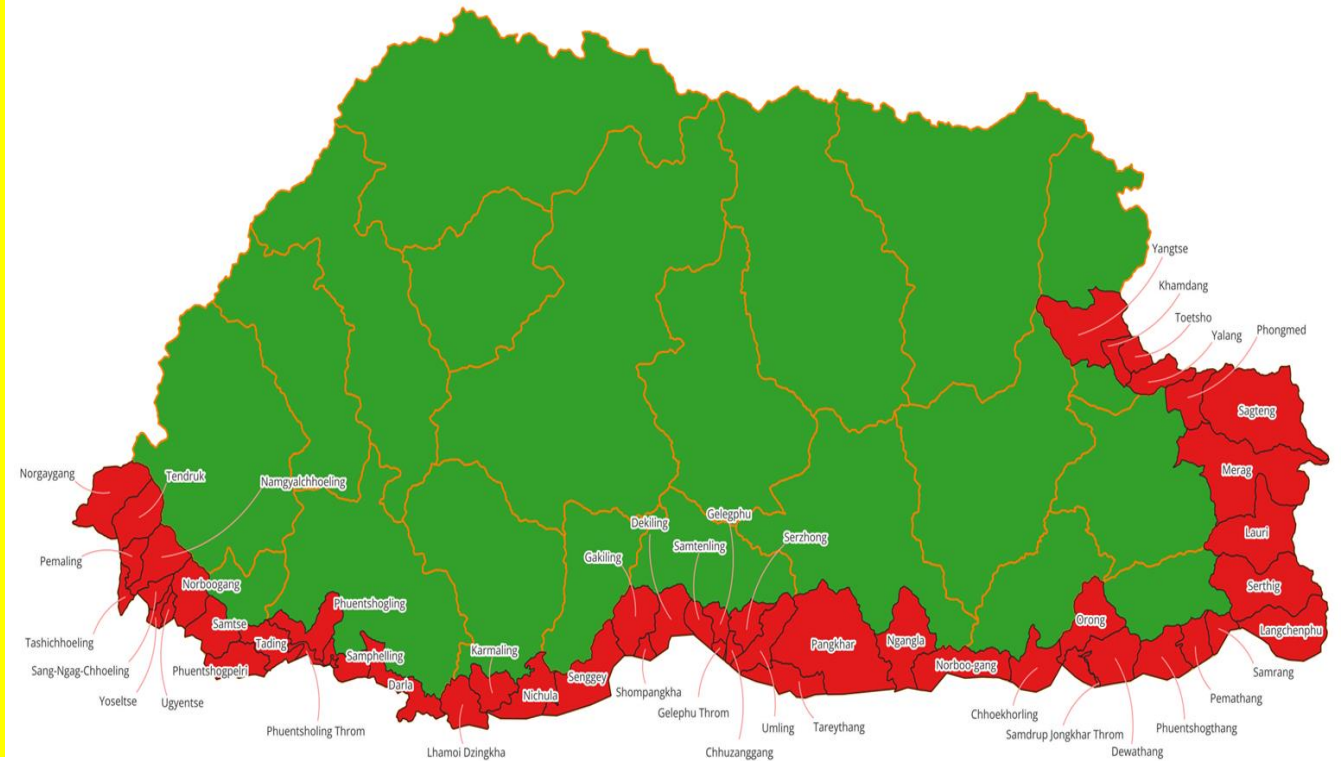 Yangtse
Khamdang
Toetsho
Yalang
Phongmed
Sagteng
Merag
Lauri
Serthig
Langchenphu
Norgaygang
Tendruk
Namgyalchhoeling
Pemaling
Norboogang
Tashichhoeling
Samtse
Sang-Ngag-Chhoeling
Phuentshogpelri
Yoseltse
Ugyentse
Tading
Phuentshogling
Phuentsholing Throm
Samphelling
Darla
Lhamoi Dzingkha
Karmaling
Nichula
Senggey
Gakiling
Dekiling
Shompangkha
Samtenling
Gelegphu
Serzhong
Gelephu Throm
Chhuzanggang
Umling
Tareythang
Pangkhar
Ngangla
Norboo-gang
Chhoekhorling
Orong
Samdrup Jongkhar Throm
Dewathang
Phuentshogthang
Pemathang
Samrang